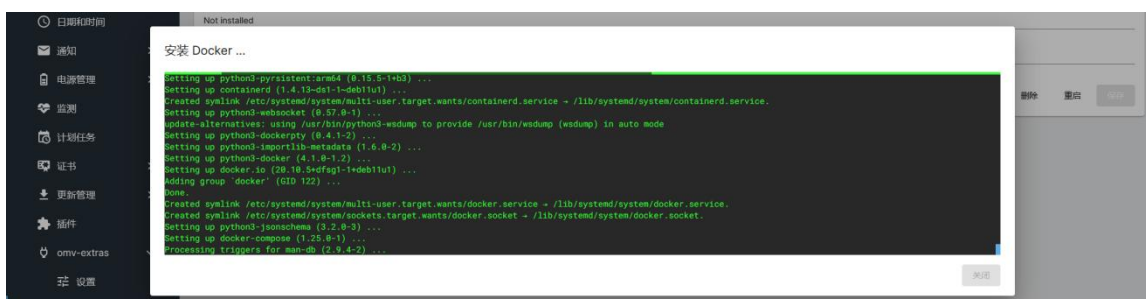 日期和时间
Not installed
通知
安装 Docker ...
电源管理
Setting up python3-pyrsistent:arm64 (0.15.5-1+b3) ...
Setting up containerd (1.4.13~ds1-1~deb11u1) ...
Created symlink /etc/systemd/system/multi-user.target.wants/containerd.service → /lib/systemd/system/containerd.service.
Setting up python3-websocket (0.57.0-1) ...
update-alternatives: using /usr/bin/python3-wsdump to provide /usr/bin/wsdump (wsdump) in auto mode
Setting up python3-dockerpty (0.4.1-2) ...
Setting up python3-importlib-metadata (1.6.0-2) ...
Setting up python3-docker (4.1.0-1.2) ...
Setting up docker.io (20.10.5+dfsg1-1+deb11u1) ...
Adding group `docker' (GID 122) ...
Done.
Created symlink /etc/systemd/system/multi-user.target.wants/docker.service → /lib/systemd/system/docker.service.
Created symlink /etc/systemd/system/sockets.target.wants/docker.socket → /lib/systemd/system/docker.socket.
Setting up python3-jsonschema (3.2.0-3) ...
Setting up docker-compose (1.25.0-1) ...
Processing triggers for man-db (2.9.4-2) ...
监测
删除 重启
计划任务
证书
更新管理
插件
omv-extras
关闭
设置